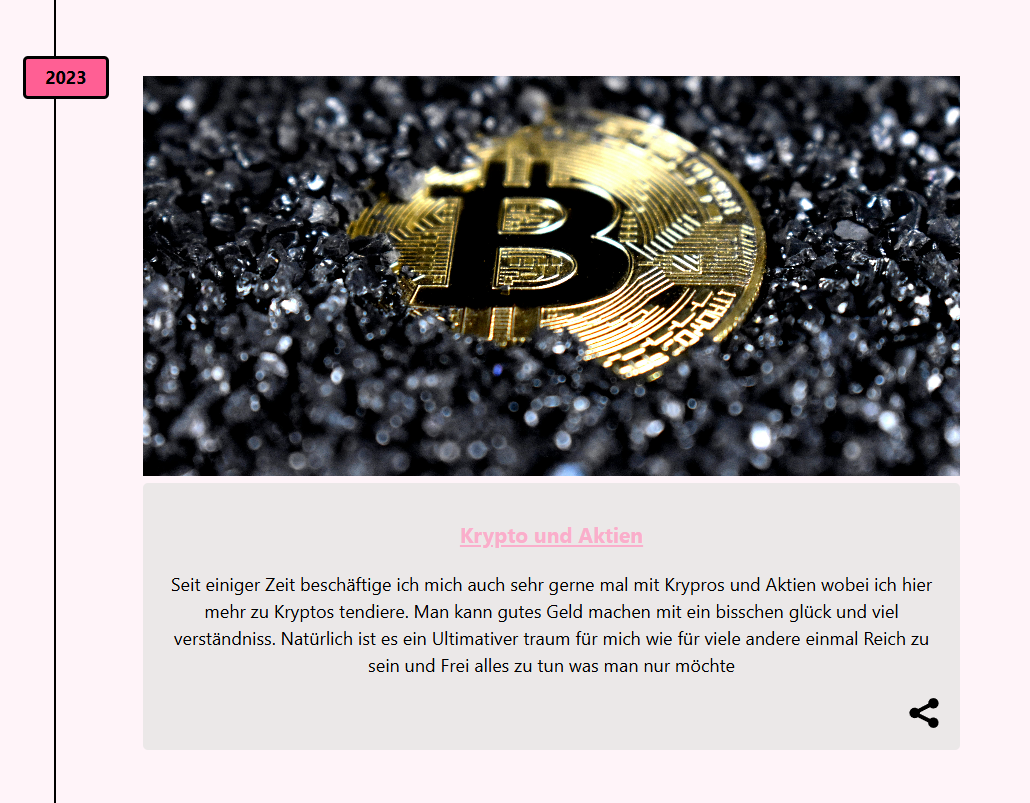 2023
Krypto und Aktien
Seit einiger Zeit beschäftige ich mich auch sehr gerne mal mit Krypros und Aktien wobei ich hier
mehr zu Kryptos tendiere. Man kann gutes Geld machen mit ein bisschen glück und viel
verständniss. Natürlich ist es ein Ultimativer traum für mich wie für viele andere einmal Reich zu
sein und Frei alles zu tun was man nur möchte